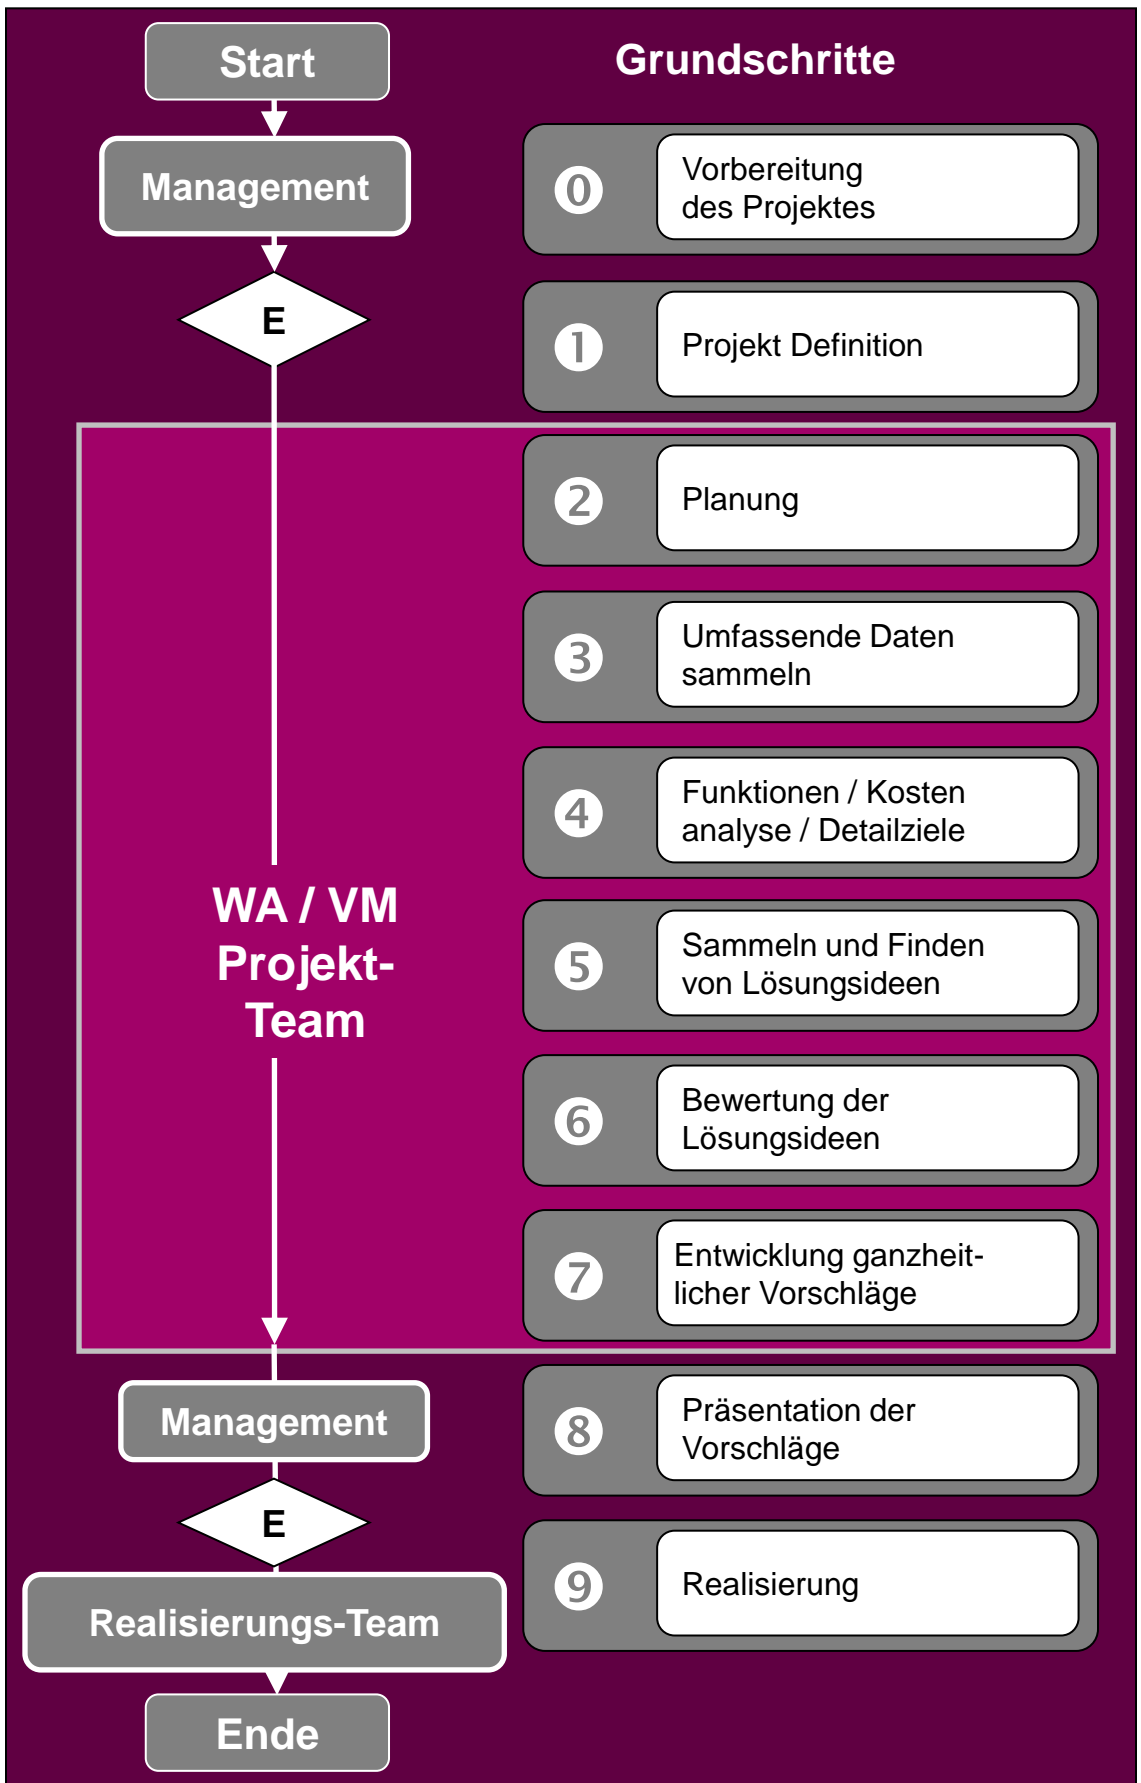 Start
Grundschritte
Management
E
WA / VM
Projekt-
Team
Management
E
Realisierungs-Team
Ende
0
Vorbereitung
des Projektes
1
Projekt Definition
2
Planung
3
Umfassende Daten
sammeln
4
Funktionen / Kosten
analyse / Detailziele
5
Sammeln und Finden
von Lösungsideen
6
Bewertung der
Lösungsideen
7
Entwicklung ganzheit-
licher Vorschläge
8
Präsentation der
Vorschläge
9
Realisierung